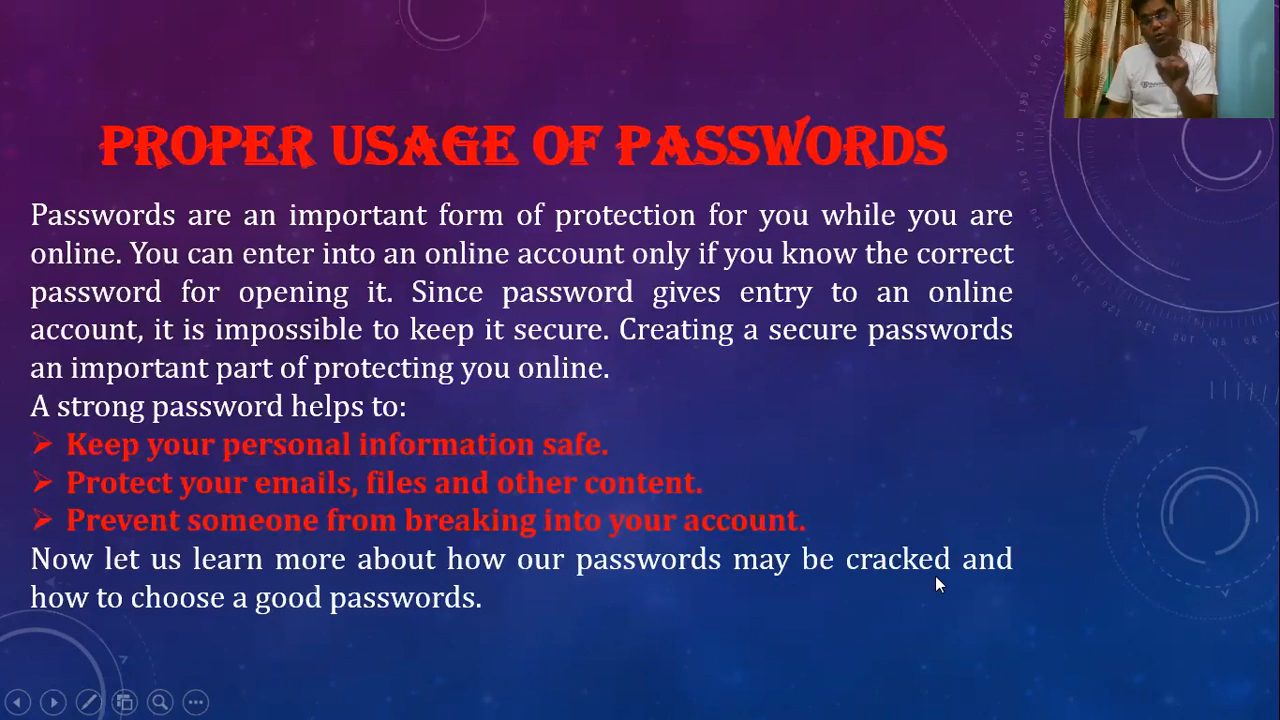 PROPER USAGE OF PASSWORDS
Passwords are an important form of protection for you while you are
online. You can enter into an online account only if you know the correct
password for opening it. Since password gives entry to an online
account, it is impossible to keep it secure. Creating a secure passwords
an important part of protecting you online.
A strong password helps to:
Keep your personal information safe.
Protect your emails, files and other content.
Prevent someone from breaking into your account.
Now let us learn more about how our passwords may be cracked and
how to choose a good passwords.